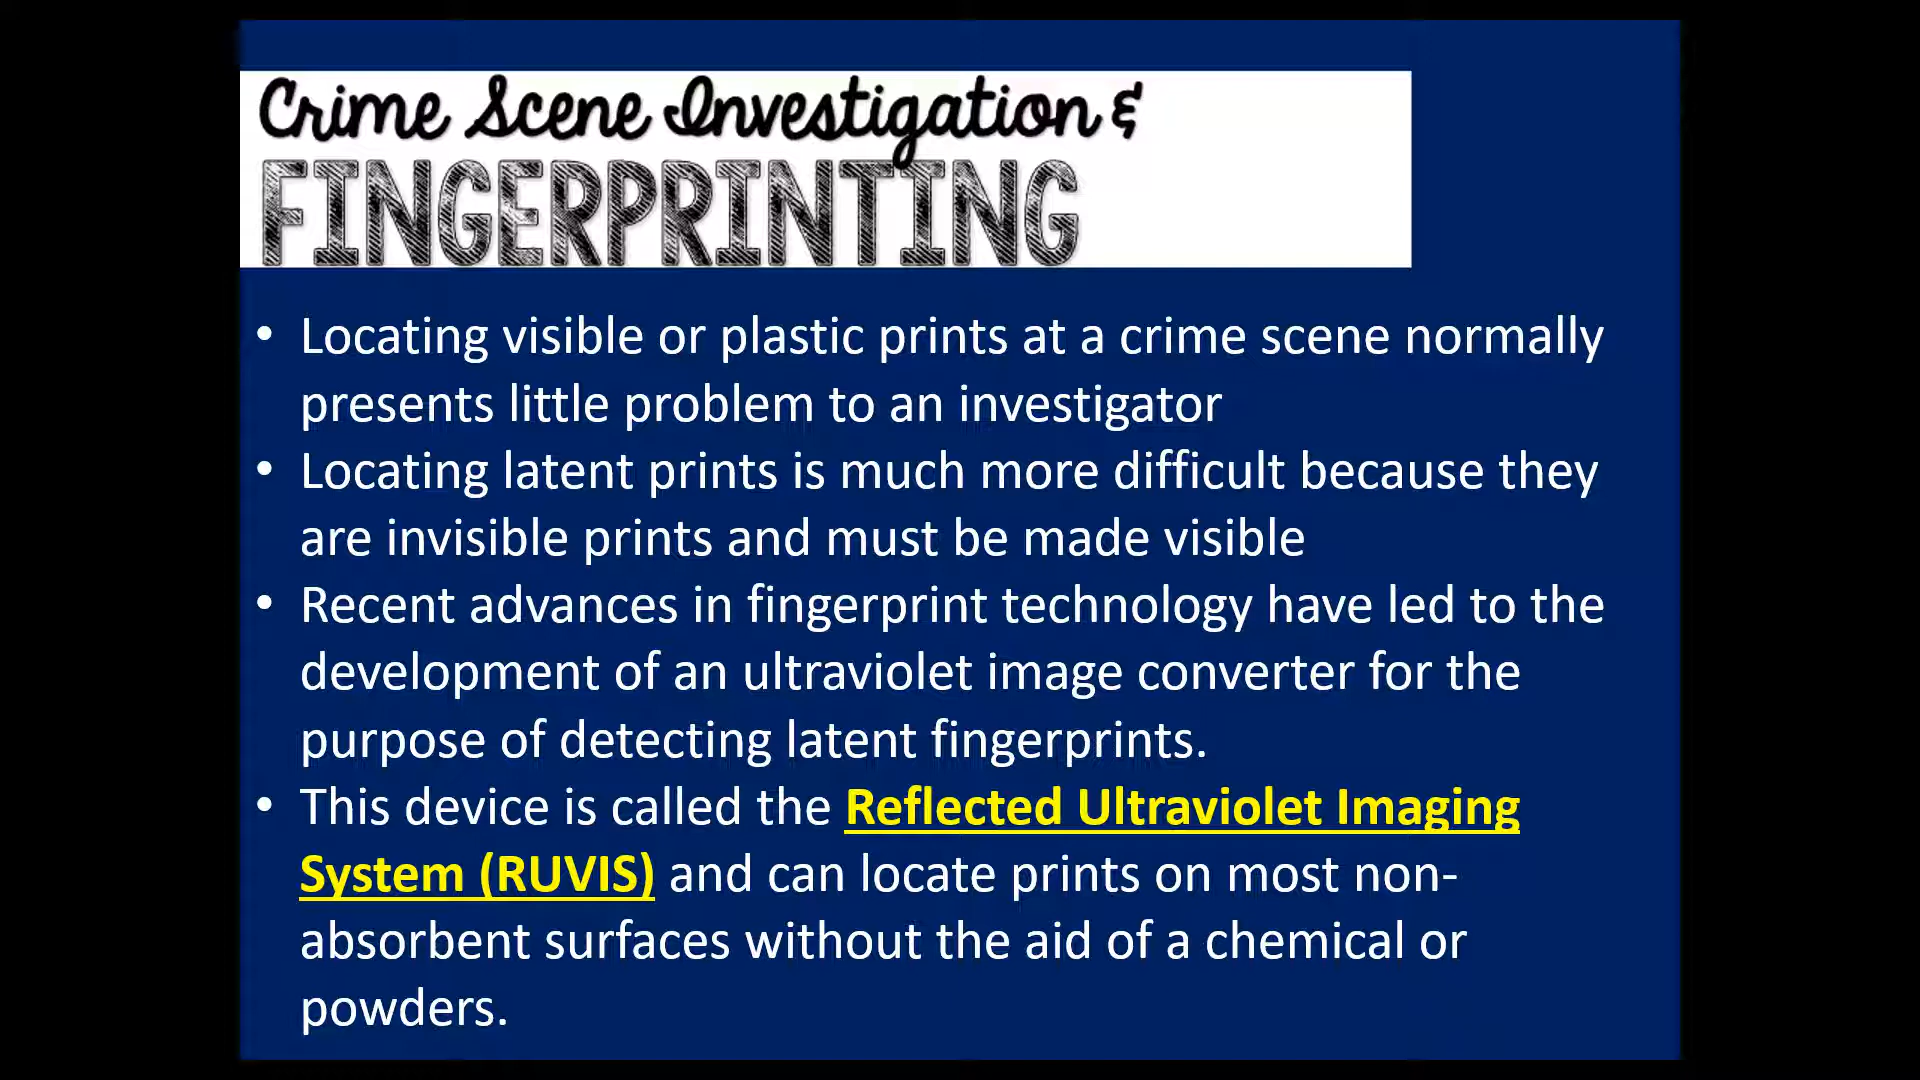 Crime Scene Investigation &
FINGERPRINTING
• Locating visible or plastic prints at a crime scene normally
presents little problem to an investigator
• Locating latent prints is much more difficult because they
are invisible prints and must be made visible
• Recent advances in fingerprint technology have led to the
development of an ultraviolet image converter for the
purpose of detecting latent fingerprints.
• This device is called the Reflected Ultraviolet Imaging
System (RUVIS) and can locate prints on most non-
absorbent surfaces without the aid of a chemical or
powders.